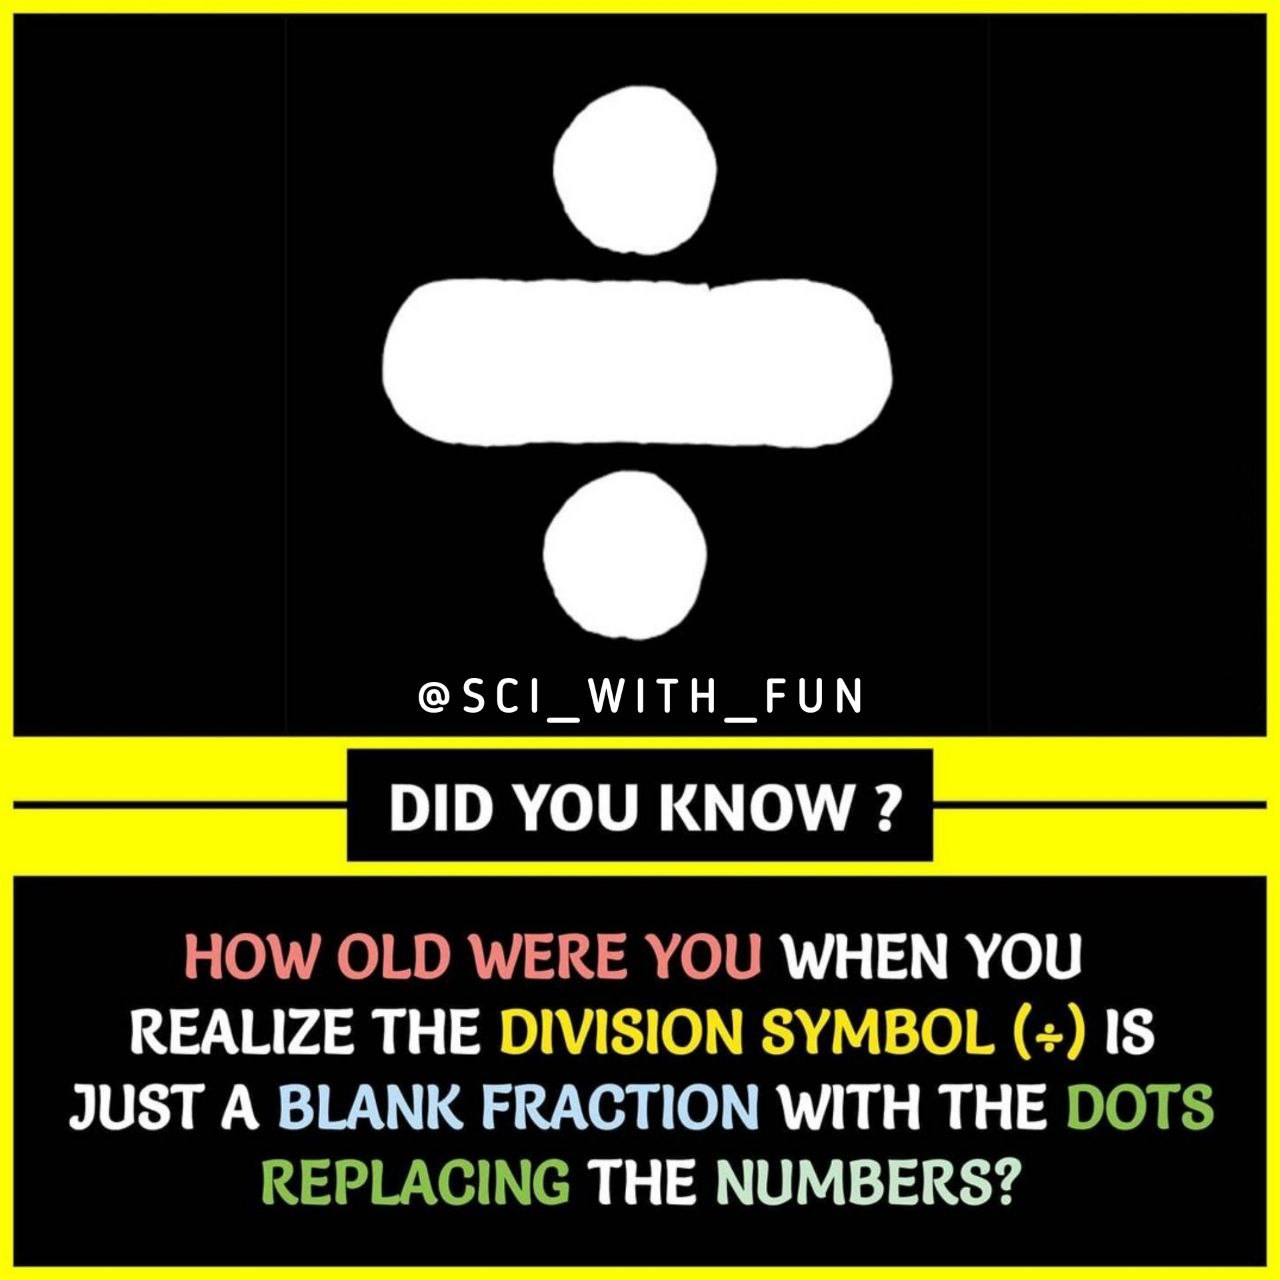 @SCI_WITH_FUN
DID YOU KNOW ?
HOW OLD WERE YOU WHEN YOU
REALIZE THE DIVISION SYMBOL (÷) IS
JUST A BLANK FRACTION WITH THE DOTS
REPLACING THE NUMBERS?